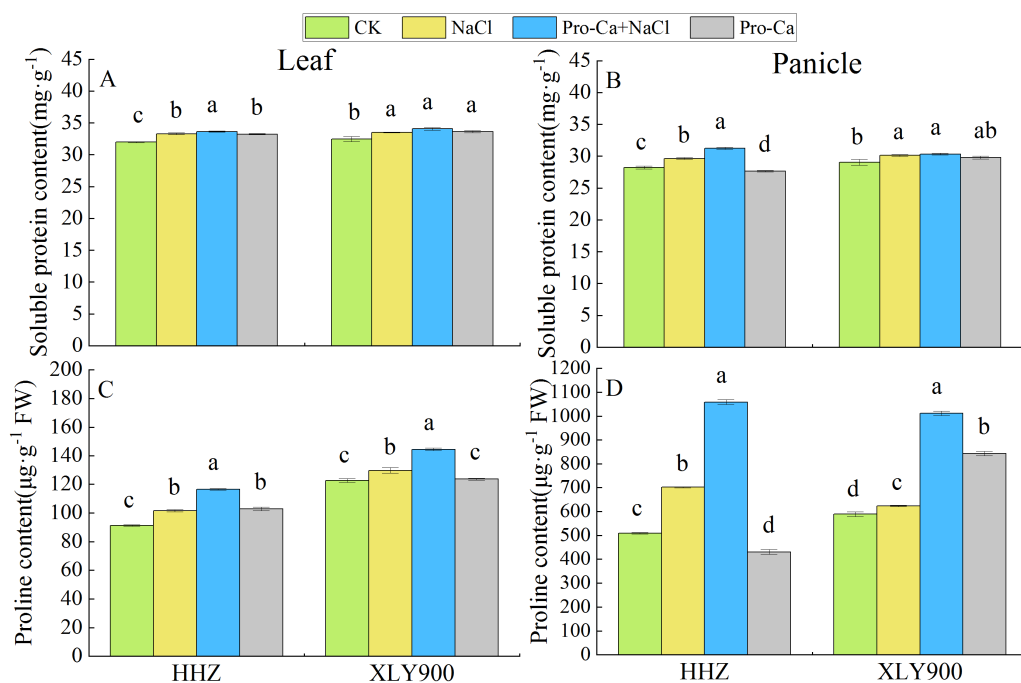 CK NaCl Pro-Ca+NaCl Pro-Ca
Leaf
Panicle
A
Soluble protein content(mg·g-1)
45
40
35
30
25
20
15
10
5
0
c b a b
b a a a
B
Soluble protein content(mg·g-1)
45
40
35
30
25
20
15
10
5
0
c b a d
b a a ab
C
Proline content(μg·g-1 FW)
200
180
160
140
120
100
80
60
40
20
0
c b a b
c b a c
HHZ XLY900
D
Proline content(μg·g-1 FW)
1200
1100
1000
900
800
700
600
500
400
300
200
100
0
c b a d
d c a b
HHZ XLY900